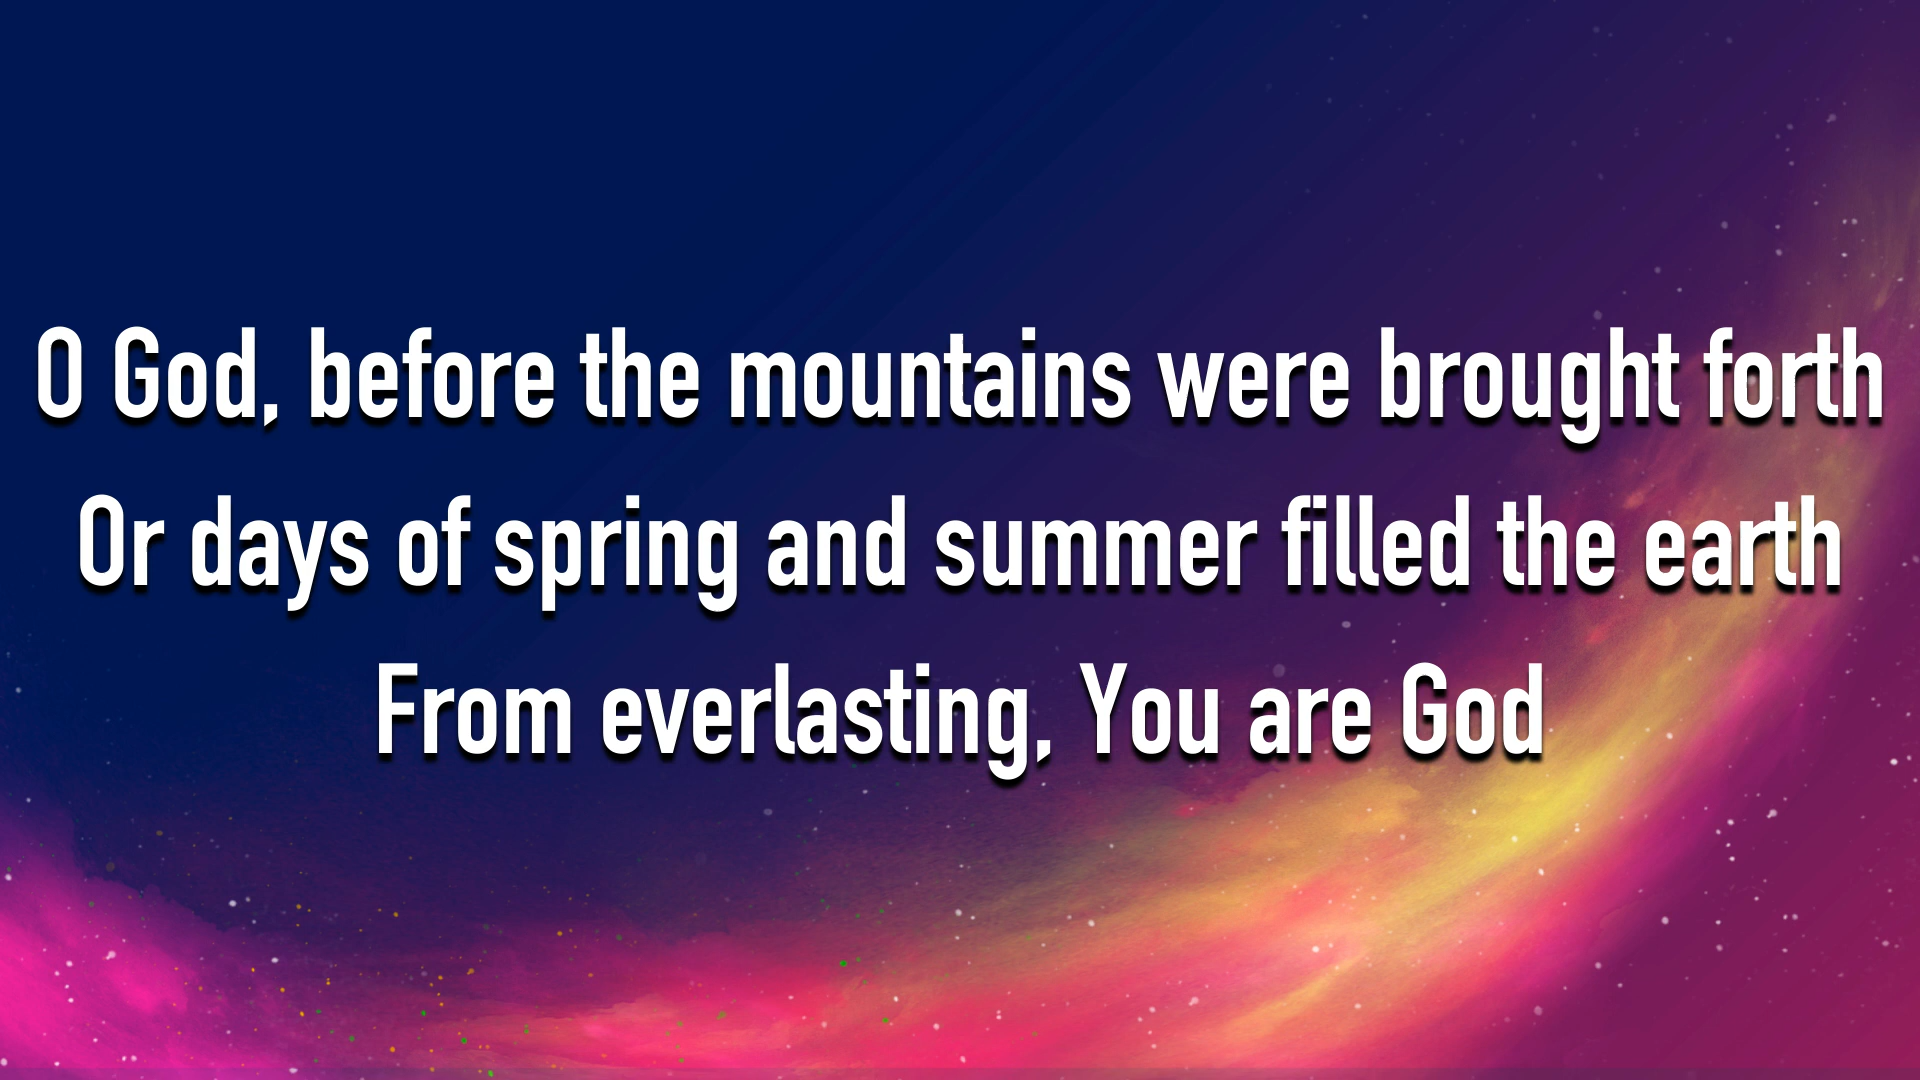 O God, before the mountains were brought forth
Or days of spring and summer filled the earth
From everlasting, You are God